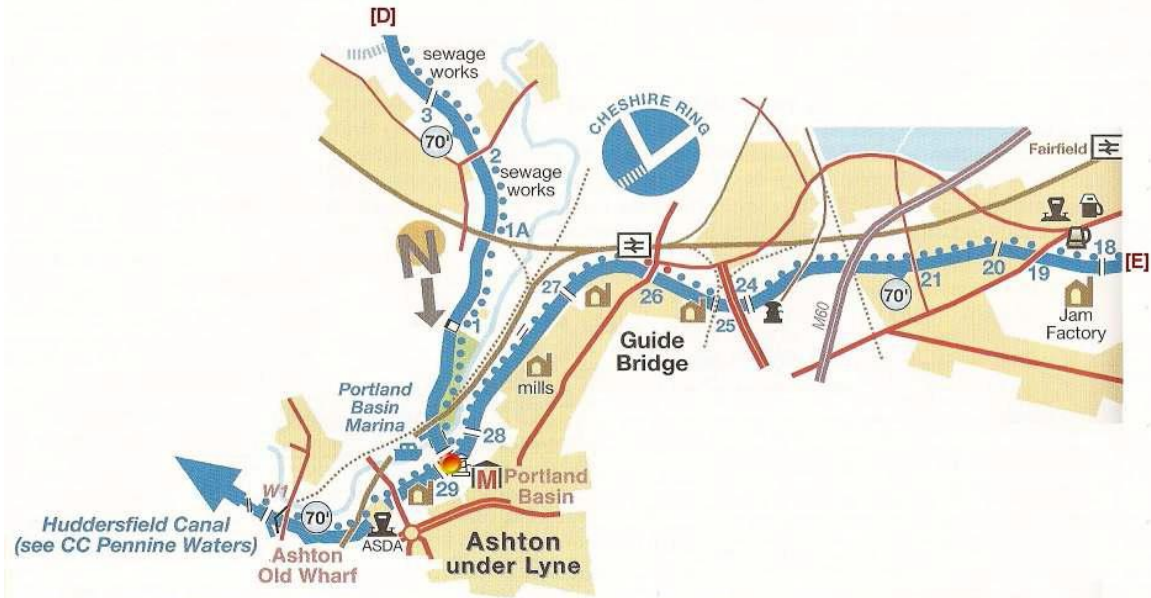 [D]
sewage
works
3
70'
2
sewage
works
1A
N
1
CHESHIRE RING
Fairfield
18
[E]
19
20
21
70'
Jam
Factory
M60
24
25
26
27
Guide
Bridge
mills
28
Portland
Basin
Marina
M
Portland
Basin
29
W1
70'
ASDA
Huddersfield Canal
(see CC Pennine Waters)
Ashton
Old Wharf
Ashton
under Lyne